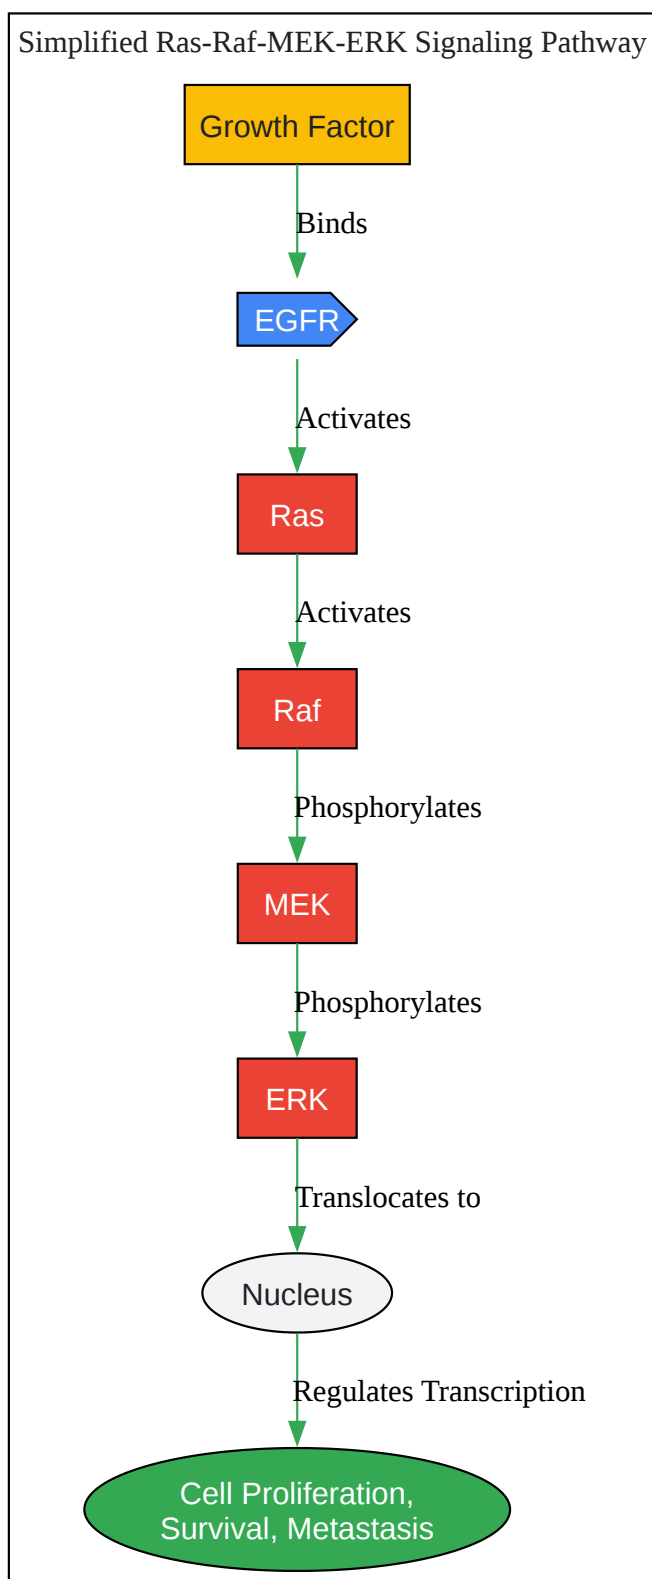 Simplified Ras-Raf-MEK-ERK Signaling Pathway
Growth Factor
Binds
EGFR
Activates
Ras
Activates
Raf
Phosphorylates
MEK
Phosphorylates
ERK
Translocates to
Nucleus
Regulates Transcription
Cell Proliferation,
Survival, Metastasis